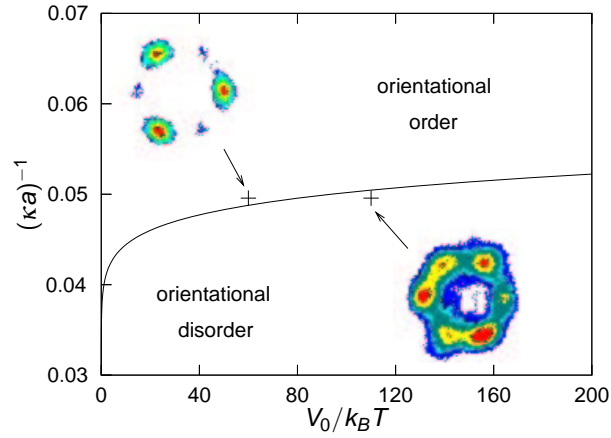 0.07
0.06
0.05
0.04
0.03
(κa)⁻¹
orientational
order
orientational
disorder
0 40 80 120 160 200
V₀/k_BT